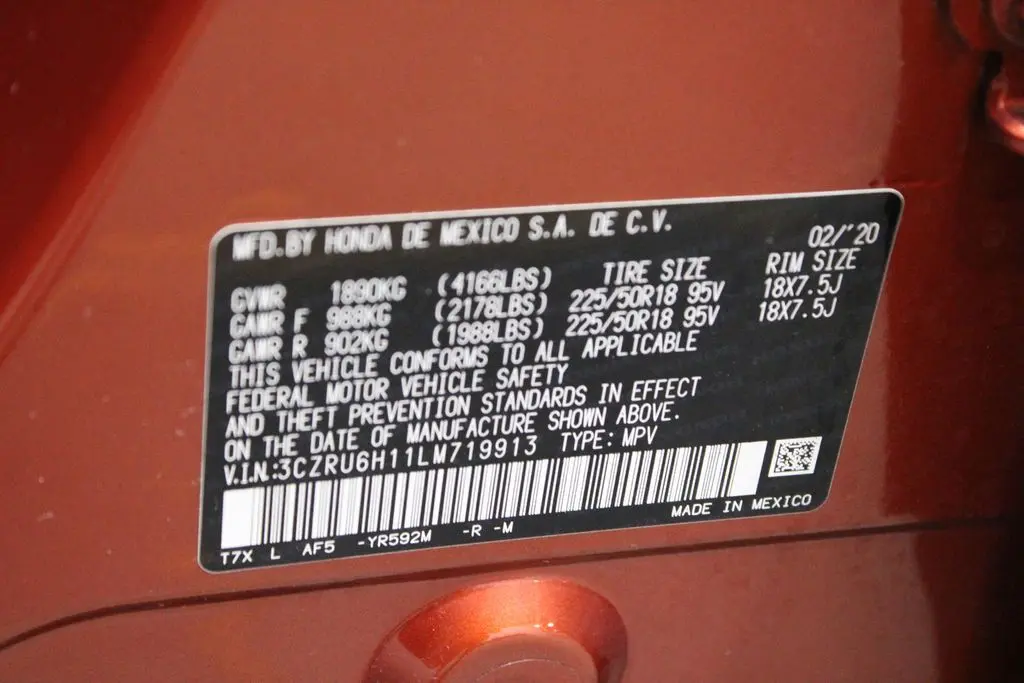 MFD.BY HONDA DE MEXICO S.A. DE C.V. 02/'20
GVWR 1890KG (4166LBS) TIRE SIZE RIM SIZE
GAWR F 988KG (2178LBS) 225/50R18 95V 18X7.5J
GAWR R 902KG (1988LBS) 225/50R18 95V 18X7.5J
THIS VEHICLE CONFORMS TO ALL APPLICABLE
FEDERAL MOTOR VEHICLE SAFETY
AND THEFT PREVENTION STANDARDS IN EFFECT
ON THE DATE OF MANUFACTURE SHOWN ABOVE.
V.I.N:3CZRU6H11LM719913 TYPE: MPV
T7X L AF5 -YR592M -R -M MADE IN MEXICO